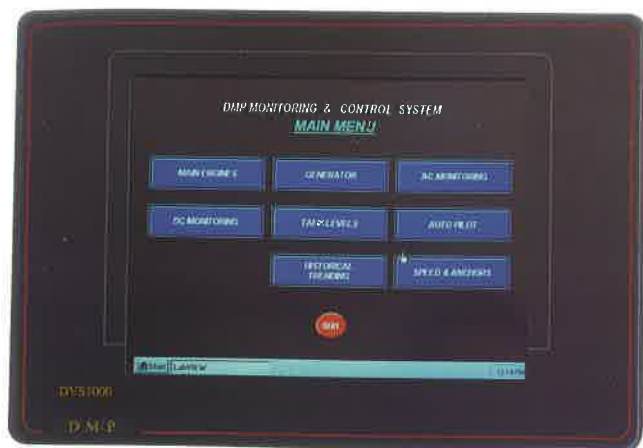 DMP MONITORING & CONTROL SYSTEM
MAIN MENU
MAIN ENGINES
GENERATOR
AC MONITORING
DC MONITORING
TANK LEVELS
AUTO PILOT
HISTORICAL
TRENDING
SPEED & ANCHORS
Start LabVIEW
DVS1000
D-M-P